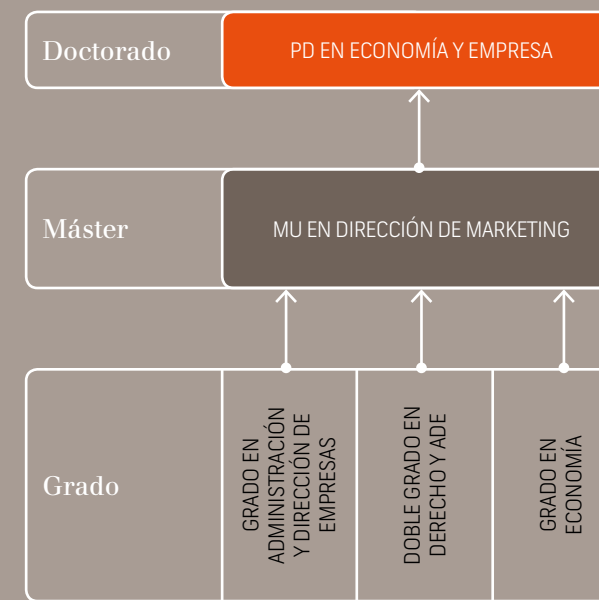 Doctorado
PD EN ECONOMÍA Y EMPRESA
Máster
MU EN DIRECCIÓN DE MARKETING
Grado
GRADO EN
ADMINISTRACIÓN
Y DIRECCIÓN DE
EMPRESAS
DOBLE GRADO EN
DERECHO Y ADE
GRADO EN
ECONOMÍA